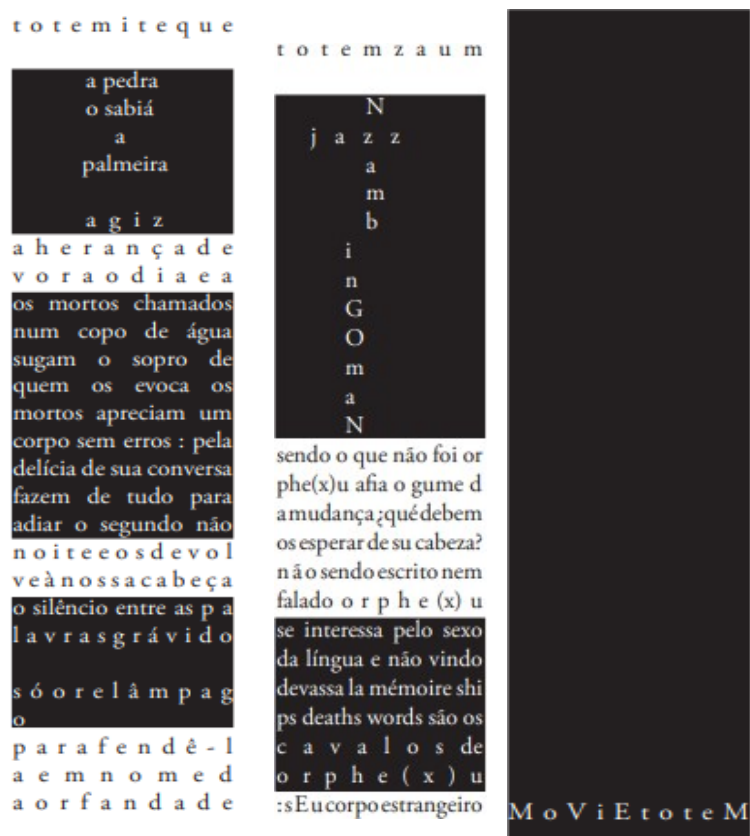 t o t e m i t e q u e
a pedra
o sabiá
a
palmeira
a g i z
a h e r a n ç a d e
v o r a o d i a e a
os mortos chamados
num copo de água
sugam o sopro de
quem os evoca os
mortos apreciam um
corpo sem erros : pela
delícia de sua conversa
fazem de tudo para
adiar o segundo não
n o i t e e o s d e v o l
v e à n o s s a c a b e ç a
o silêncio entre as p a
l a v r a s g r á v i d o
s ó o r e l â m p a g
o
p a r a f e n d ê - l
a e m n o m e d
a o r f a n d a d e
t o t e m z a u m
N
j a z z
a
m
b
i
n
G
O
m
a
N
sendo o que não foi or
phe(x)u afia o gume d
a mudança ¿qué debem
os esperar de su cabeza?
n ã o sendo escrito nem
falado o r p h e (x) u
se interessa pelo sexo
da língua e não vindo
devassa la mémoire shi
ps deaths words são os
c a v a l o s de
o r p h e ( x ) u
:sEu corpo estrangeiro
M o V i E t o t e M